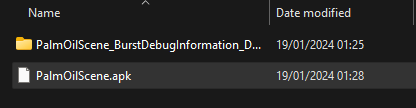 Name Date modified
PalmOilScene_BurstDebugInformation_D... 19/01/2024 01:25
PalmOilScene.apk 19/01/2024 01:28